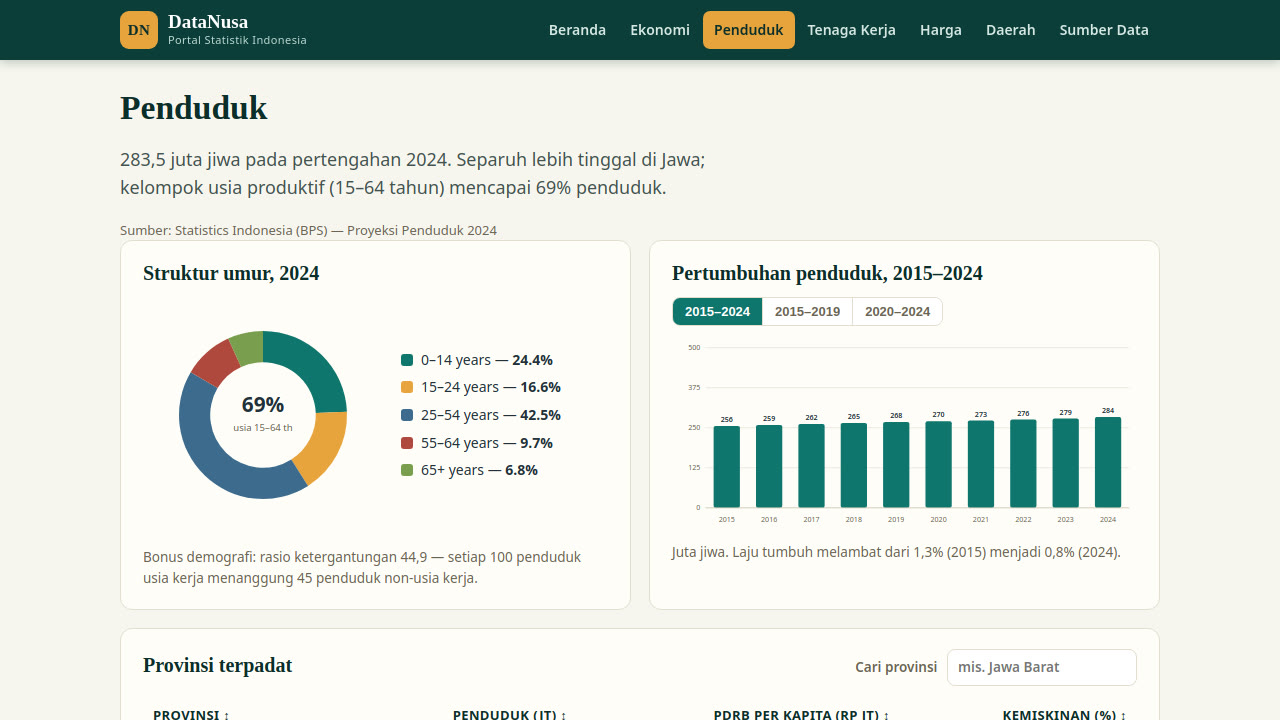 DN
DataNusa
Portal Statistik Indonesia
Beranda
Ekonomi
Penduduk
Tenaga Kerja
Harga
Daerah
Sumber Data
Penduduk
283,5 juta jiwa pada pertengahan 2024. Separuh lebih tinggal di Jawa;
kelompok usia produktif (15–64 tahun) mencapai 69% penduduk.
Sumber: Statistics Indonesia (BPS) — Proyeksi Penduduk 2024
Struktur umur, 2024
69%
usia 15–64 th
0–14 years — 24.4%
15–24 years — 16.6%
25–54 years — 42.5%
55–64 years — 9.7%
65+ years — 6.8%
Bonus demografi: rasio ketergantungan 44,9 — setiap 100 penduduk
usia kerja menanggung 45 penduduk non-usia kerja.
Pertumbuhan penduduk, 2015–2024
2015–2024
2015–2019
2020–2024
500
375
250
125
0
256
259
262
265
268
270
273
276
279
284
2015
2016
2017
2018
2019
2020
2021
2022
2023
2024
Juta jiwa. Laju tumbuh melambat dari 1,3% (2015) menjadi 0,8% (2024).
Provinsi terpadat
Cari provinsi
mis. Jawa Barat
PROVINSI ↕
PENDUDUK (JT) ↕
PDRB PER KAPITA (RP JT) ↕
KEMISKINAN (%) ↕